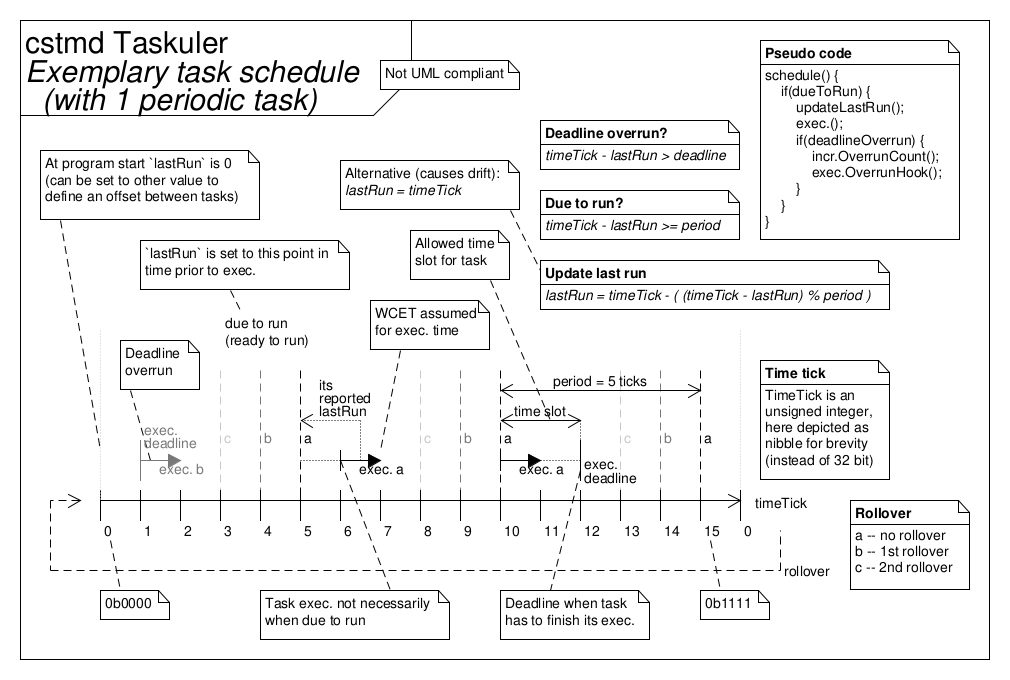 cstmd Taskuler
Exemplary task schedule
(with 1 periodic task)
Not UML compliant
Pseudo code
schedule() {
if(dueToRun) {
updateLastRun();
exec.();
if(deadlineOverrun) {
incr.OverrunCount();
exec.OverrunHook();
}
}
}
Deadline overrun?
timeTick - lastRun > deadline
At program start `lastRun` is 0
(can be set to other value to
define an offset between tasks)
Alternative (causes drift):
lastRun = timeTick
Due to run?
timeTick - lastRun >= period
`lastRun` is set to this point in
time prior to exec.
Allowed time
slot for task
Update last run
lastRun = timeTick - ( (timeTick - lastRun) % period )
WCET assumed
for exec. time
due to run
(ready to run)
Deadline
overrun
its
reported
lastRun
period = 5 ticks
time slot
Time tick
TimeTick is an
unsigned integer,
here depicted as
nibble for brevity
(instead of 32 bit)
exec.
deadline
c b a c b a c b a
exec. b
exec. a
exec. a
exec.
deadline
timeTick
0 1 2 3 4 5 6 7 8 9 10 11 12 13 14 15 0
rollover
Rollover
a -- no rollover
b -- 1st rollover
c -- 2nd rollover
0b0000
Task exec. not necessarily
when due to run
Deadline when task
has to finish its exec.
0b1111